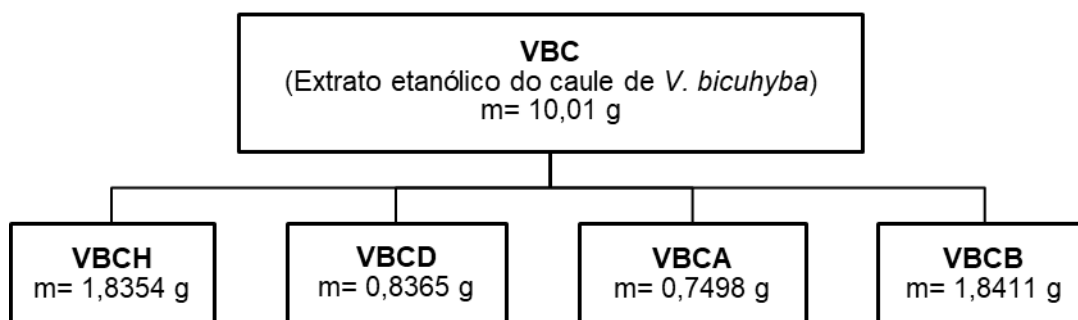 VBC
(Extrato etanólico do caule de V. bicuhyba)
m= 10,01 g
VBCH
m= 1,8354 g
VBCD
m= 0,8365 g
VBCA
m= 0,7498 g
VBCB
m= 1,8411 g